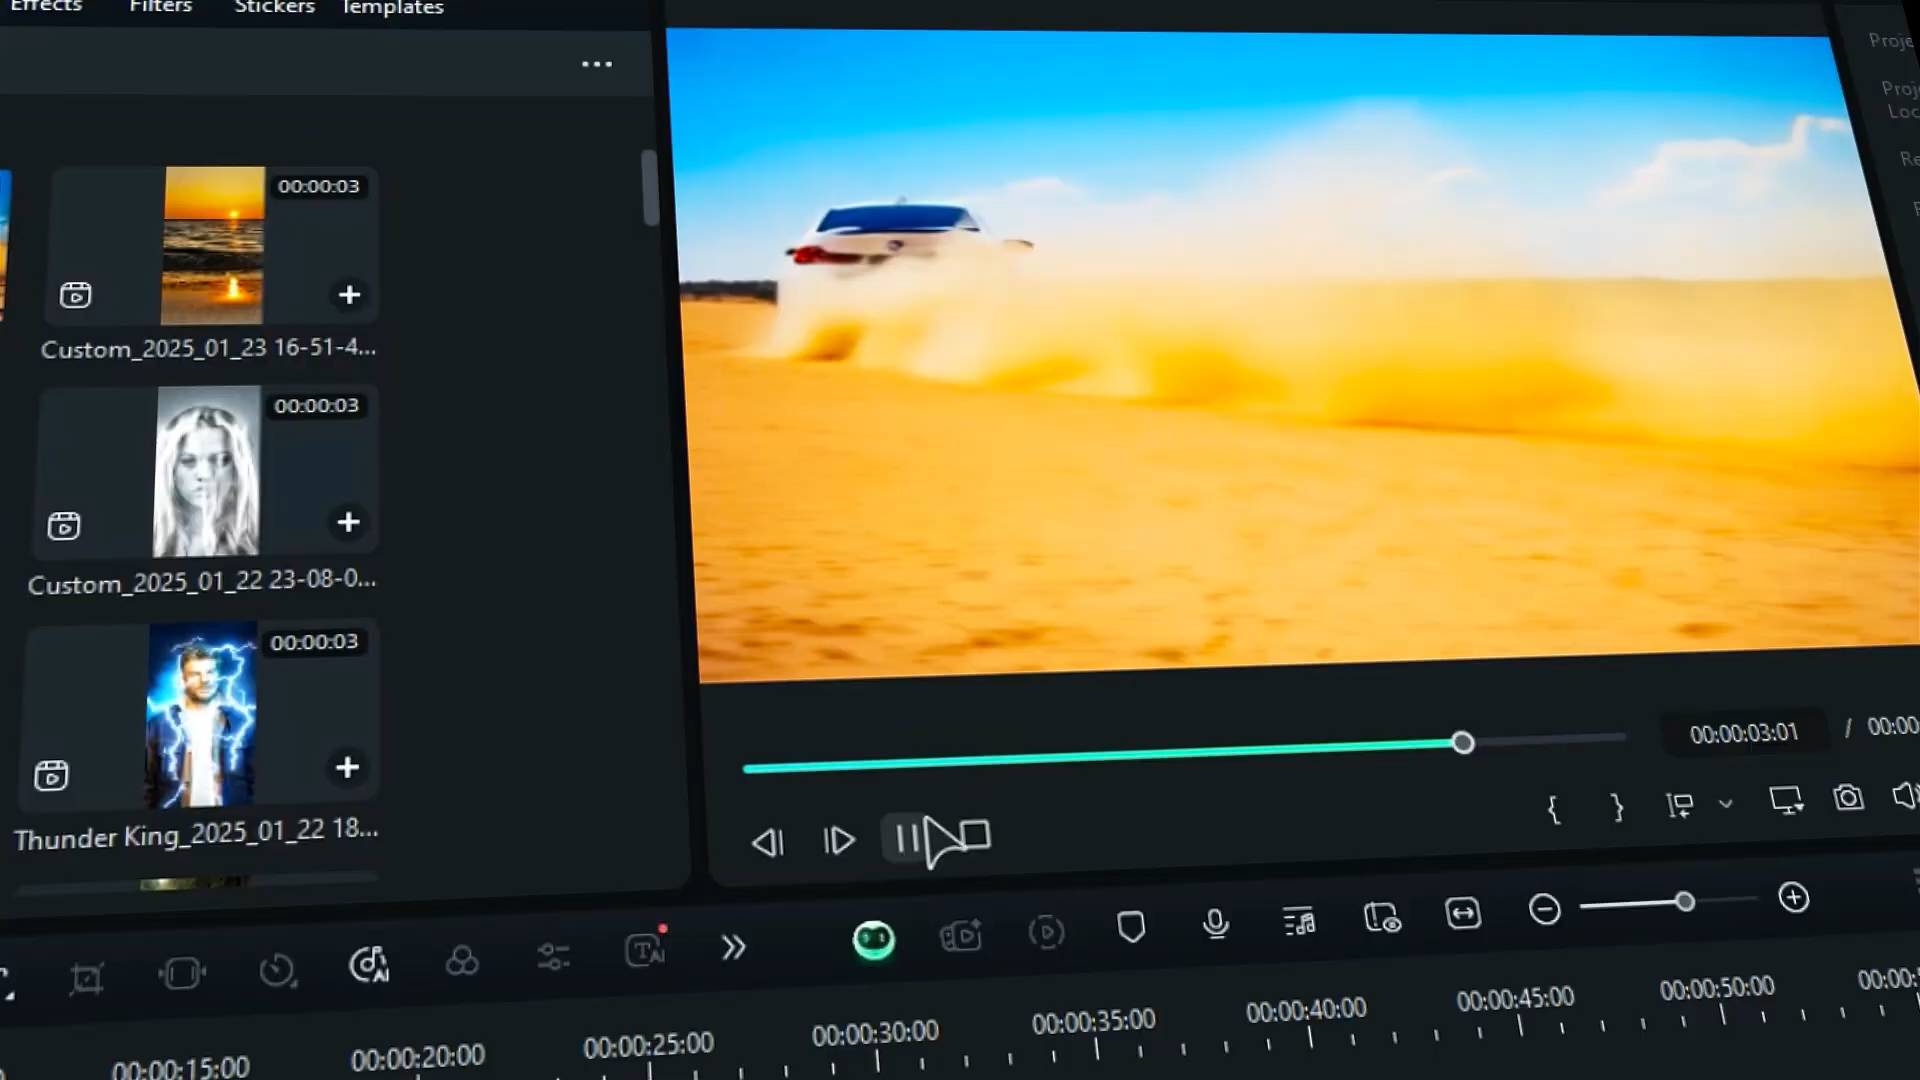 Effects Filters Stickers Templates
00:00:03
Custom_2025_01_23 16-51-4...
00:00:03
Custom_2025_01_22 23-08-0...
00:00:03
Thunder King_2025_01_22 18...
00:00:03:01 / 00:00
00:00:15:00 00:00:20:00 00:00:25:00 00:00:30:00 00:00:35:00 00:00:40:00 00:00:45:00 00:00:50:00